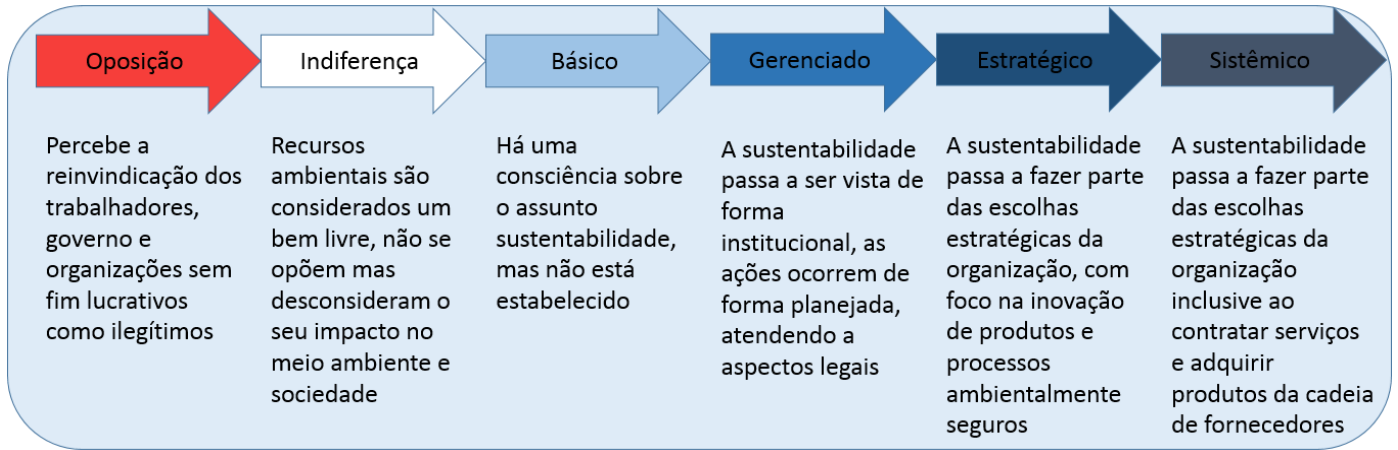 Oposição
Percebe a
reinvindicação dos
trabalhadores,
governo e
organizações sem
fim lucrativos
como ilegítimos
Indiferença
Recursos
ambientais são
considerados um
bem livre, não se
opõem mas
desconsideram o
seu impacto no
meio ambiente e
sociedade
Básico
Há uma
consciência sobre
o assunto
sustentabilidade,
mas não está
estabelecido
Gerenciado
A sustentabilidade
passa a ser vista de
forma
institucional, as
ações ocorrem de
forma planejada,
atendendo a
aspectos legais
Estratégico
A sustentabilidade
passa a fazer parte
das escolhas
estratégicas da
organização, com
foco na inovação
de produtos e
processos
ambientalmente
seguros
Sistêmico
A sustentabilidade
passa a fazer parte
das escolhas
estratégicas da
organização
inclusive ao
contratar serviços
e adquirir
produtos da cadeia
de fornecedores